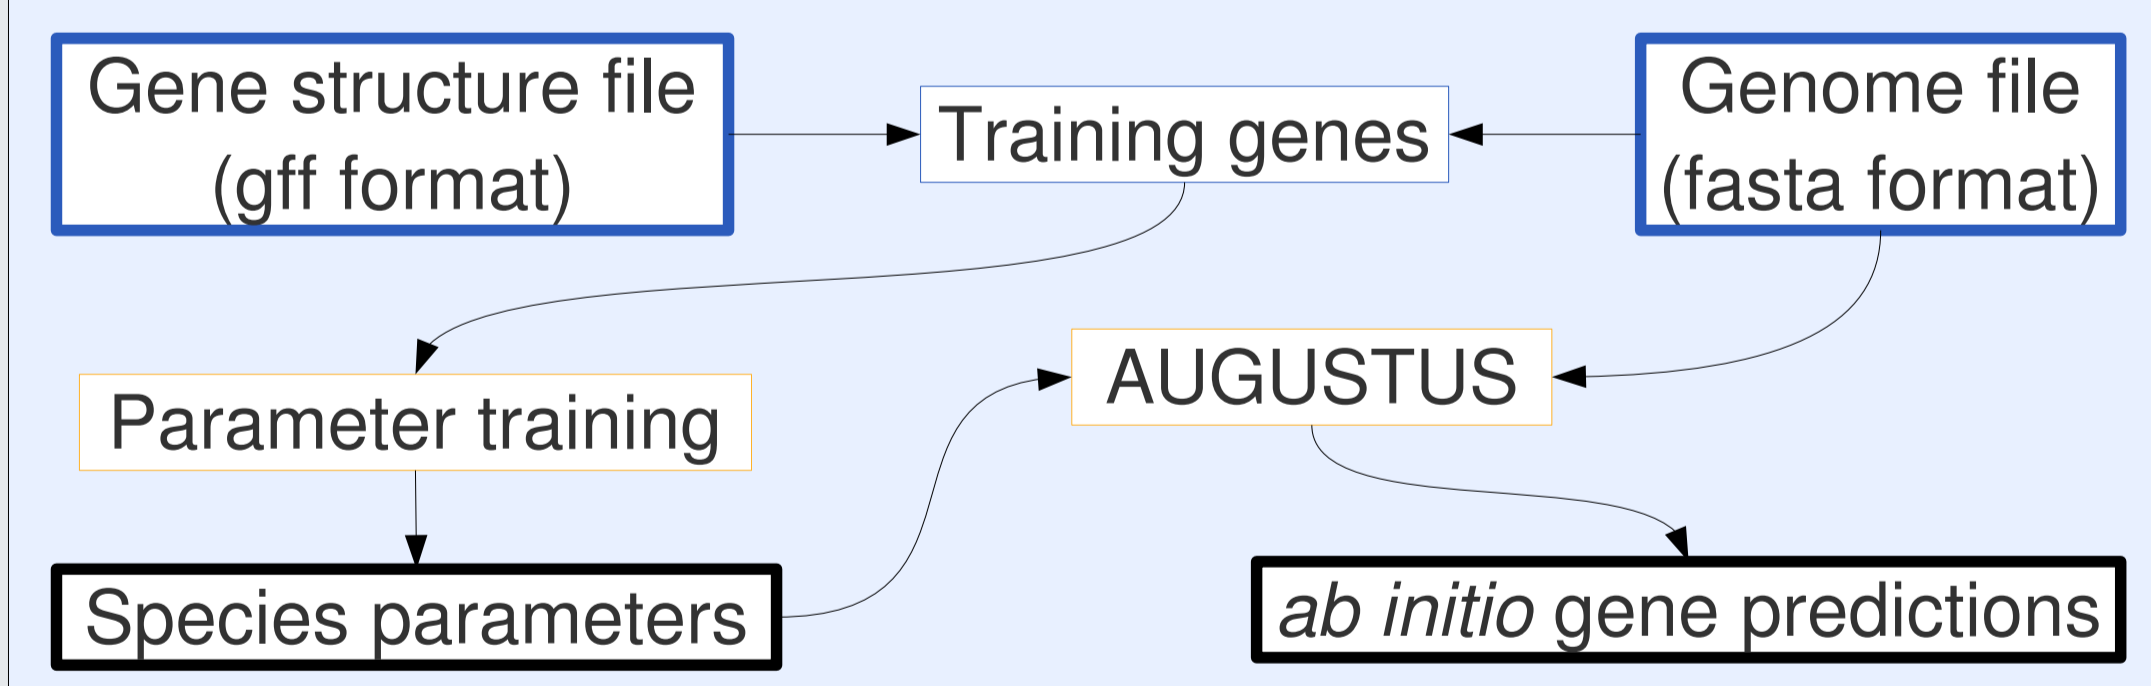 Gene structure file
(gff format)
Training genes
Genome file
(fasta format)
AUGUSTUS
Parameter training
Species parameters
ab initio gene predictions